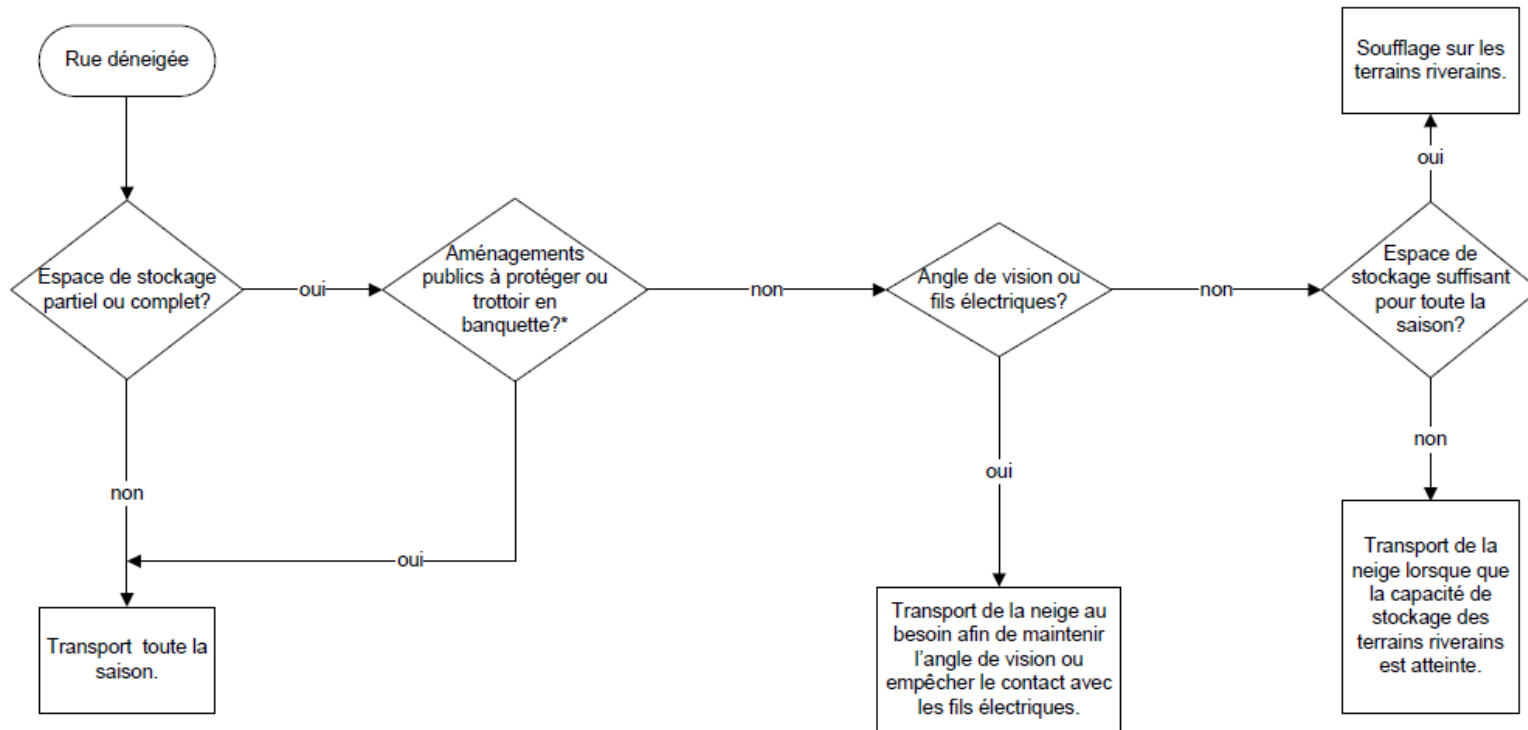 Rue déneigée
Espace de stockage
partiel ou complet?
oui
non
Transport  toute la
saison.
Aménagements
publics à protéger ou
trottoir en
banquette?*
oui
non
Angle de vision ou
fils électriques?
oui
Transport de la neige au
besoin afin de maintenir
l'angle de vision ou
empêcher le contact avec
les fils électriques.
non
Espace de
stockage suffisant
pour toute la
saison?
oui
Soufflage sur les
terrains riverains.
non
Transport de la
neige lorsque que
la capacité de
stockage des
terrains riverains
est atteinte.